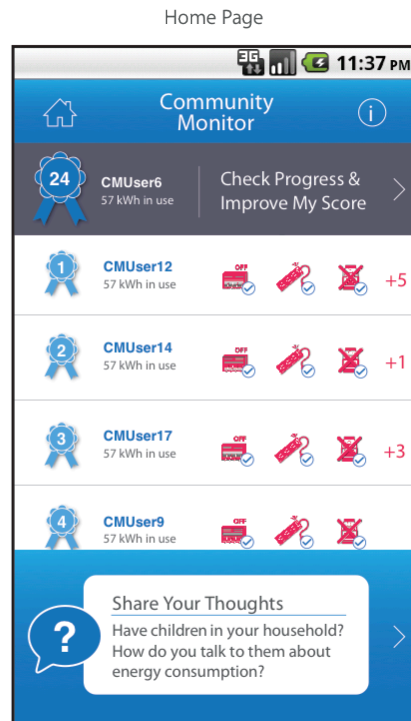 Home Page
3G 11:37 PM
Community
Monitor
i
24
CMUser6
57 kWh in use
Check Progress &
Improve My Score
1
CMUser12
57 kWh in use
OFF
+5
2
CMUser14
57 kWh in use
OFF
+1
3
CMUser17
57 kWh in use
OFF
+3
4
CMUser9
57 kWh in use
OFF
?
Share Your Thoughts
Have children in your household?
How do you talk to them about
energy consumption?